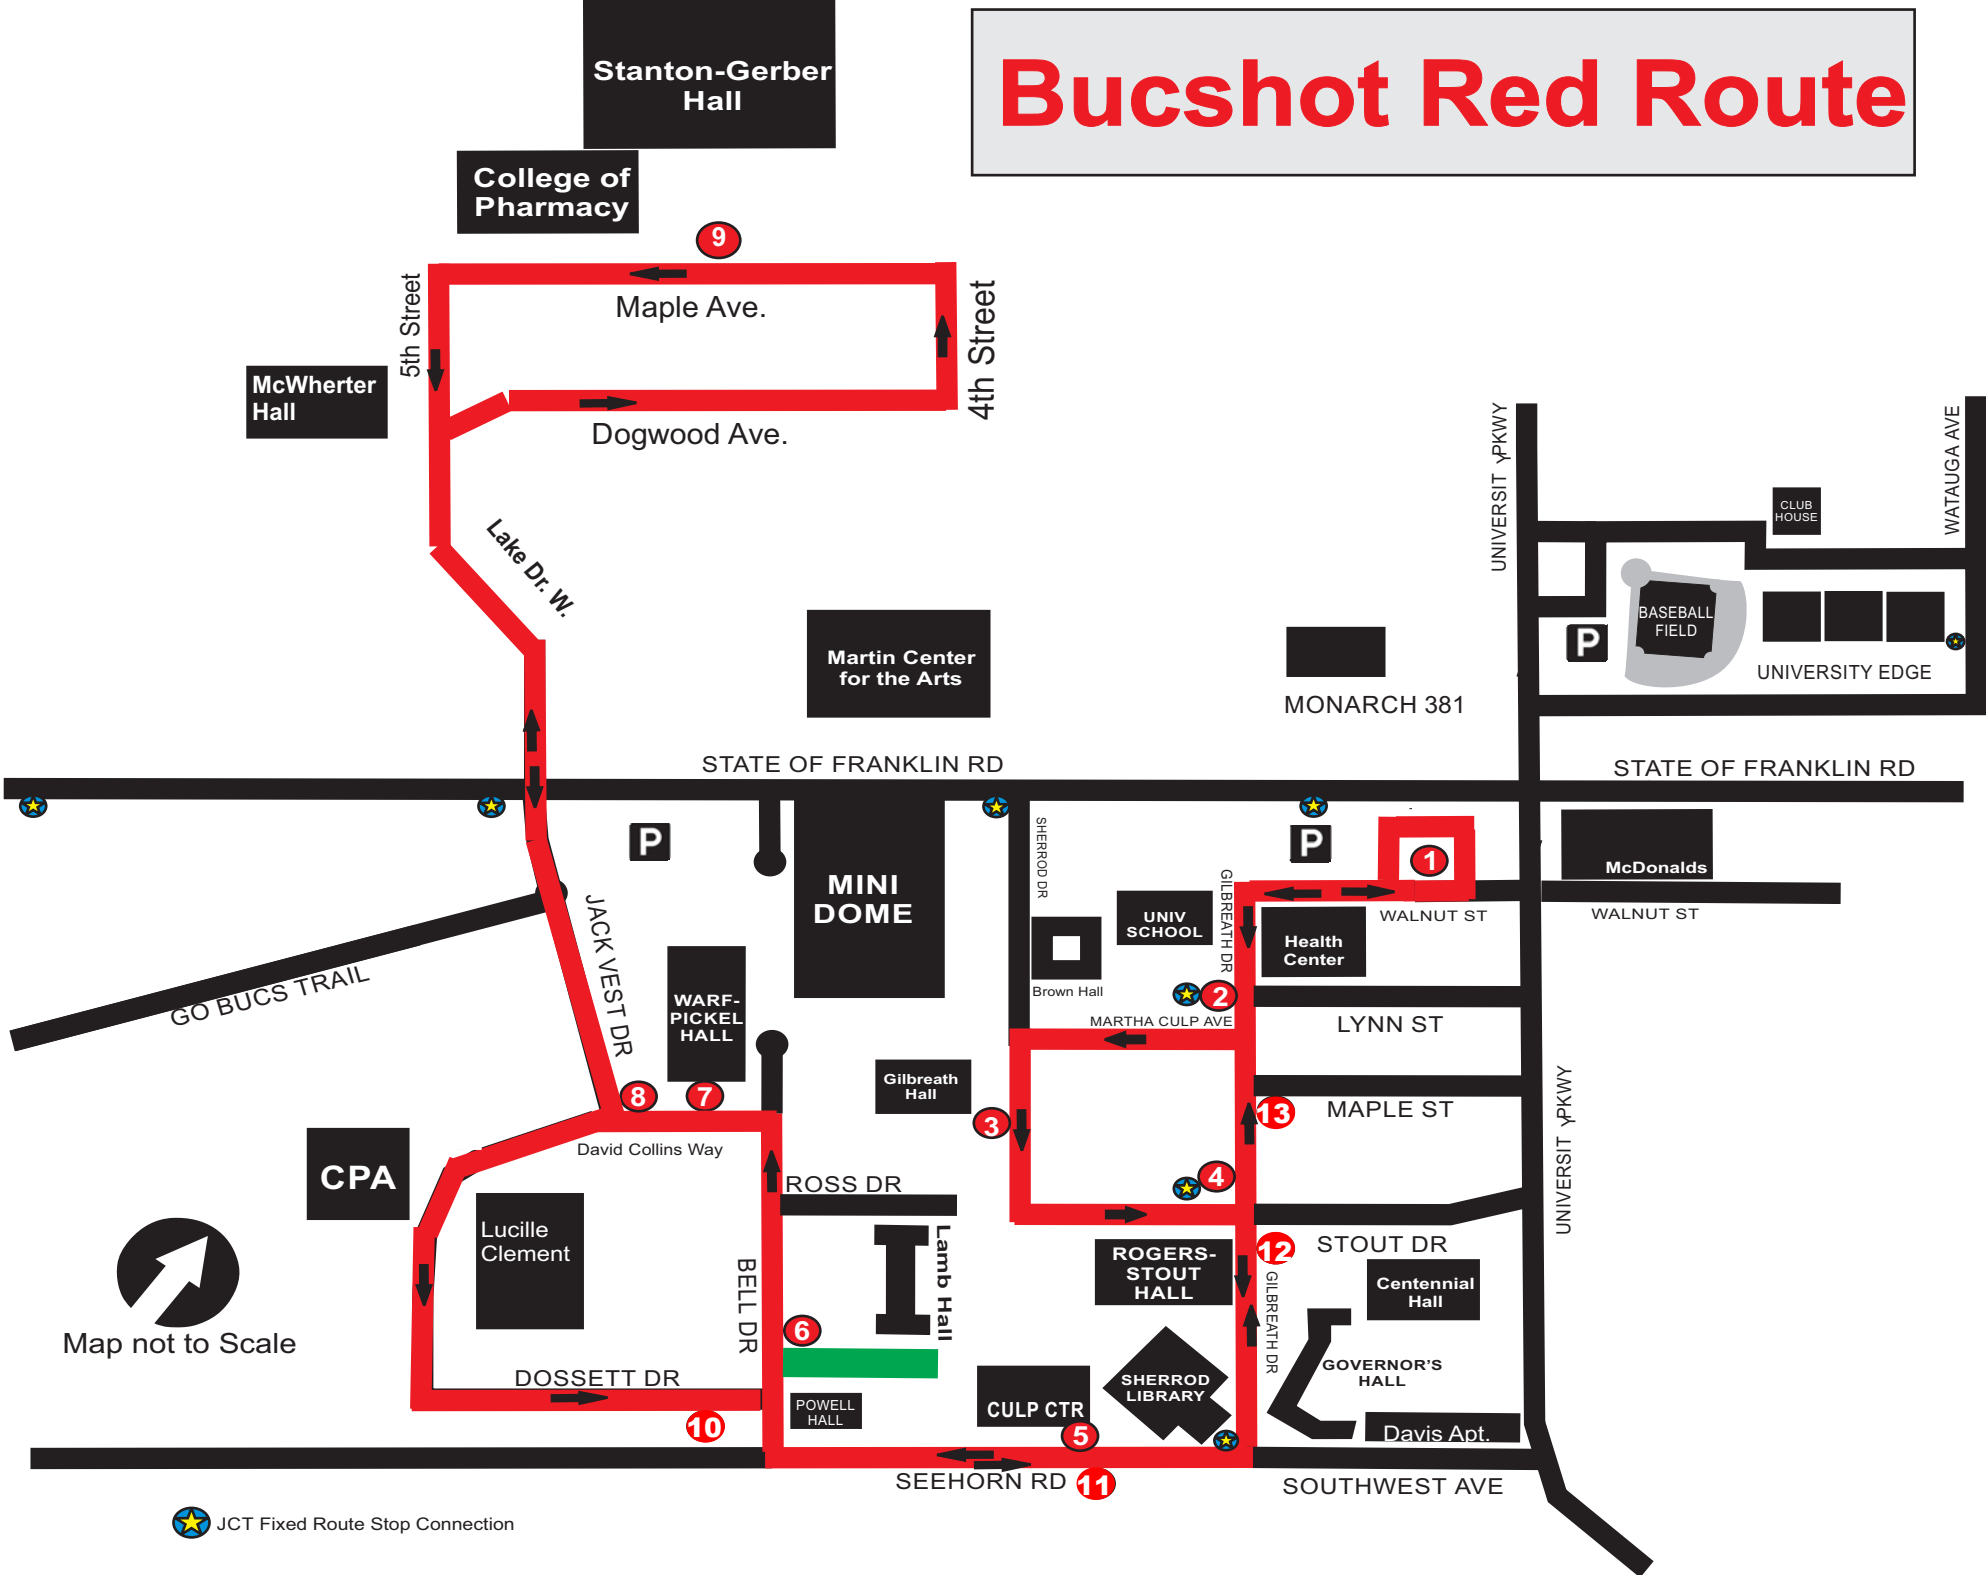 Stanton-Gerber
Hall
Bucshot Red Route
College of
Pharmacy
9
Maple Ave.
5th Street
4th Street
McWherter
Hall
Dogwood Ave.
Lake Dr. W.
UNIVERSIT YPKWY
WATAUGA AVE
CLUB
HOUSE
BASEBALL
FIELD
P
UNIVERSITY EDGE
Martin Center
for the Arts
MONARCH 381
STATE OF FRANKLIN RD
STATE OF FRANKLIN RD
P
SHERROD DR
P
1
McDonalds
MINI
DOME
UNIV
SCHOOL
GILBREATH DR
WALNUT ST
WALNUT ST
Health
Center
JACK VEST DR
GO BUCS TRAIL
WARF-
PICKEL
HALL
Brown Hall
2
MARTHA CULP AVE
LYNN ST
Gilbreath
Hall
8
7
3
13
MAPLE ST
UNIVERSIT YPKWY
David Collins Way
CPA
ROSS DR
4
Lucille
Clement
Lamb Hall
ROGERS-
STOUT
HALL
12
STOUT DR
GILBREATH DR
Centennial
Hall
BELL DR
6
Map not to Scale
GOVERNOR'S
HALL
DOSSETT DR
SHERROD
LIBRARY
POWELL
HALL
CULP CTR
10
5
Davis Apt.
SEEHORN RD
11
SOUTHWEST AVE
JCT Fixed Route Stop Connection